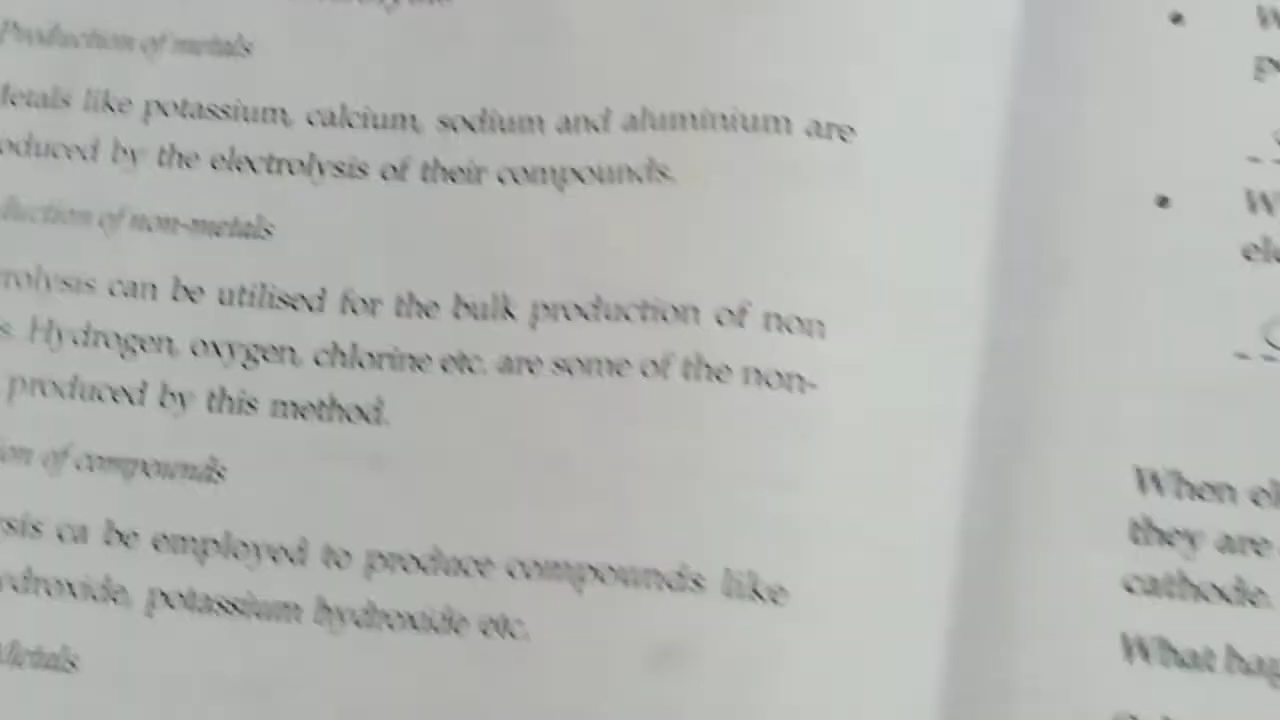 Production of metals
Metals like potassium, calcium, sodium and aluminium are
oduced by the electrolysis of their compounds.
duction of non-metals
rolysis can be utilised for the bulk production of non
s. Hydrogen, oxygen, chlorine etc. are some of the non-
produced by this method.
ion of compounds
ysis ca be employed to produce compounds like
ydroxide, potassium hydroxide etc.
Metals
When el
they are
cathode.
What hap